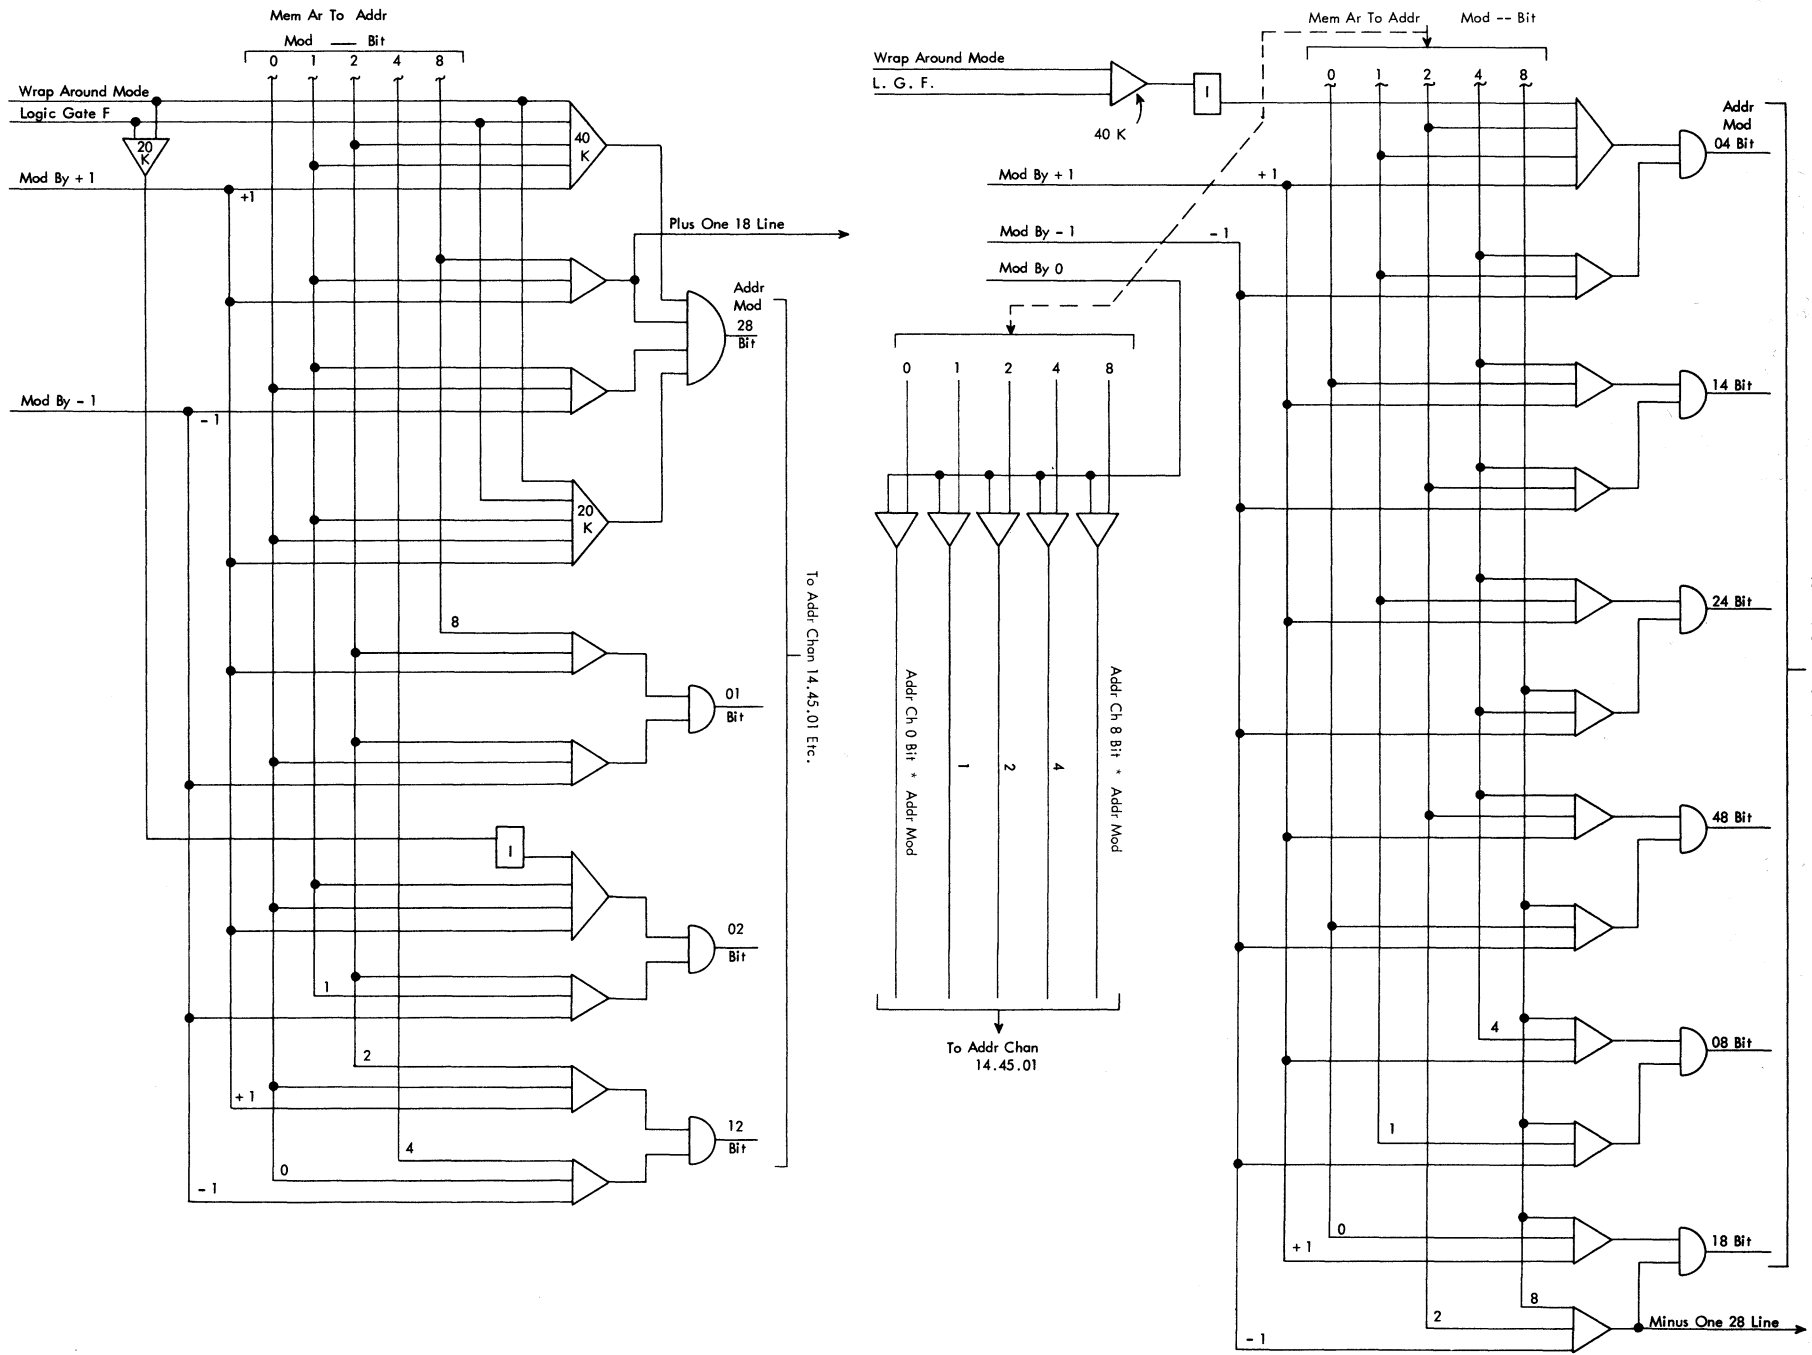 Mem Ar To Addr
Mod — Bit
0 1 2 4 8
Wrap Around Mode
Logic Gate F
20 K
40 K
Mod By + 1
+1
Plus One 18 Line
Addr
Mod
28
Bit
Mod By - 1
- 1
20 K
8
01
Bit
To Addr Chan 14.45.01 Etc.
I
02
Bit
1
2
+ 1
12
Bit
4
0
- 1
Mem Ar To Addr Mod -- Bit
0 1 2 4 8
Wrap Around Mode
L. G. F.
I
40 K
Addr
Mod
04 Bit
Mod By + 1
+ 1
Mod By - 1
- 1
Mod By 0
0 1 2 4 8
Addr Ch 0 Bit * Addr Mod
1
2
4
Addr Ch 8 Bit * Addr Mod
To Addr Chan
14.45.01
14 Bit
24 Bit
48 Bit
4
08 Bit
1
0
+ 1
18 Bit
8
2
Minus One 28 Line
- 1